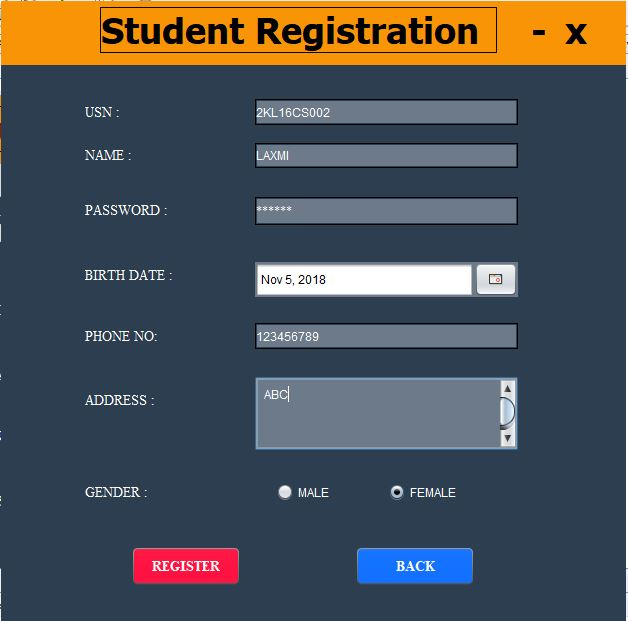 Student Registration - x
USN : 2KL16CS002
NAME : LAXMI
PASSWORD : ******
BIRTH DATE : Nov 5, 2018
PHONE NO: 123456789
ADDRESS : ABC
GENDER : MALE FEMALE
REGISTER BACK